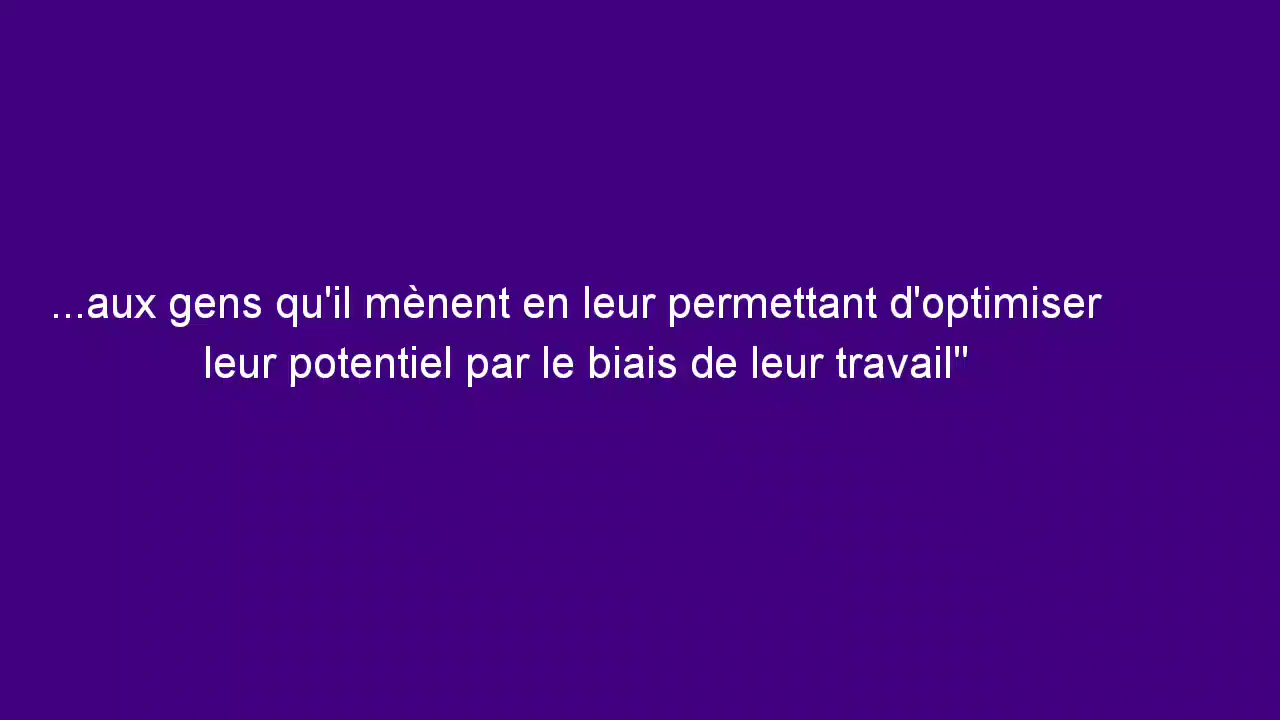 ...aux gens qu'il mènent en leur permettant d'optimiser
leur potentiel par le biais de leur travail"